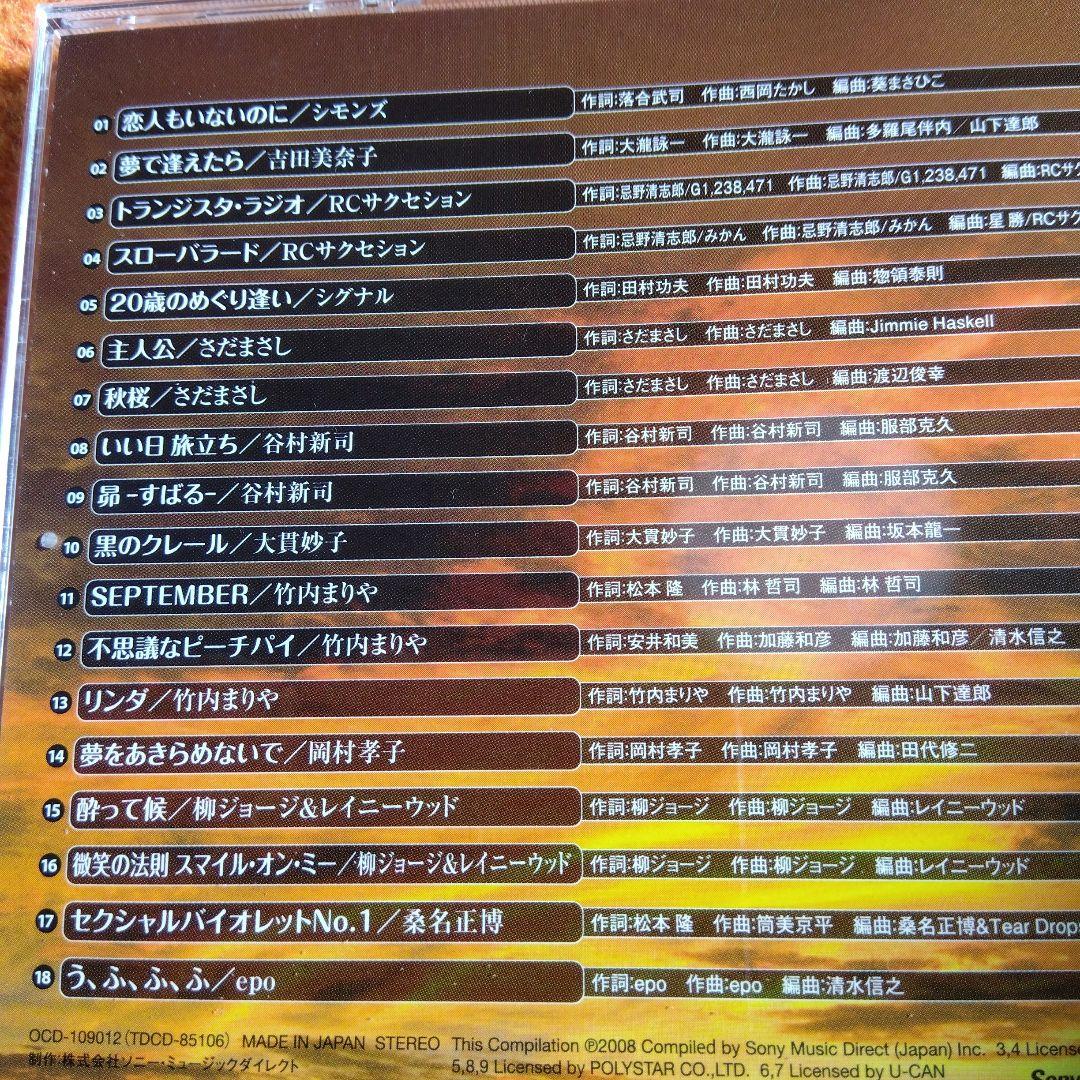 01 恋人もいないのに／シモンズ 作詞:落合武司 作曲:西岡たかし 編曲:葵まさひこ
02 夢で逢えたら／吉田美奈子 作詞:大瀧詠一 作曲:大瀧詠一 編曲:多羅尾伴内／山下達郎
03 トランジスタ・ラジオ／RCサクセション 作詞:忌野清志郎/G1,238,471 作曲:忌野清志郎/G1,238,471 編曲:RCサク
04 スローバラード／RCサクセション 作詞:忌野清志郎/みかん 作曲:忌野清志郎/みかん 編曲:星 勝/RCサク
05 20歳のめぐり逢い／シグナル 作詞:田村功夫 作曲:田村功夫 編曲:惣領泰則
06 主人公／さだまさし 作詞:さだまさし 作曲:さだまさし 編曲:Jimmie Haskell
07 秋桜／さだまさし 作詞:さだまさし 作曲:さだまさし 編曲:渡辺俊幸
08 いい日 旅立ち／谷村新司 作詞:谷村新司 作曲:谷村新司 編曲:服部克久
09 昴 -すばる-／谷村新司 作詞:谷村新司 作曲:谷村新司 編曲:服部克久
10 黒のクレール／大貫妙子 作詞:大貫妙子 作曲:大貫妙子 編曲:坂本龍一
11 SEPTEMBER／竹内まりや 作詞:松本 隆 作曲:林 哲司 編曲:林 哲司
12 不思議なピーチパイ／竹内まりや 作詞:安井和美 作曲:加藤和彦 編曲:加藤和彦／清水信之
13 リンダ／竹内まりや 作詞:竹内まりや 作曲:竹内まりや 編曲:山下達郎
14 夢をあきらめないで／岡村孝子 作詞:岡村孝子 作曲:岡村孝子 編曲:田代修二
15 酔って候／柳ジョージ&レイニーウッド 作詞:柳ジョージ 作曲:柳ジョージ 編曲:レイニーウッド
16 微笑の法則 スマイル・オン・ミー／柳ジョージ&レイニーウッド 作詞:柳ジョージ 作曲:柳ジョージ 編曲:レイニーウッド
17 セクシャルバイオレットNo.1／桑名正博 作詞:松本 隆 作曲:筒美京平 編曲:桑名正博&Tear Drops
18 う、ふ、ふ、ふ／epo 作詞:epo 作曲:epo 編曲:清水信之
OCD-109012(TDCD-85106) MADE IN JAPAN STEREO This Compilation ℗2008 Compiled by Sony Music Direct (Japan) Inc. 3,4 License
制作:株式会社ソニー・ミュージックダイレクト 5,8,9 Licensed by POLYSTAR CO.,LTD. 6,7 Licensed by U-CAN